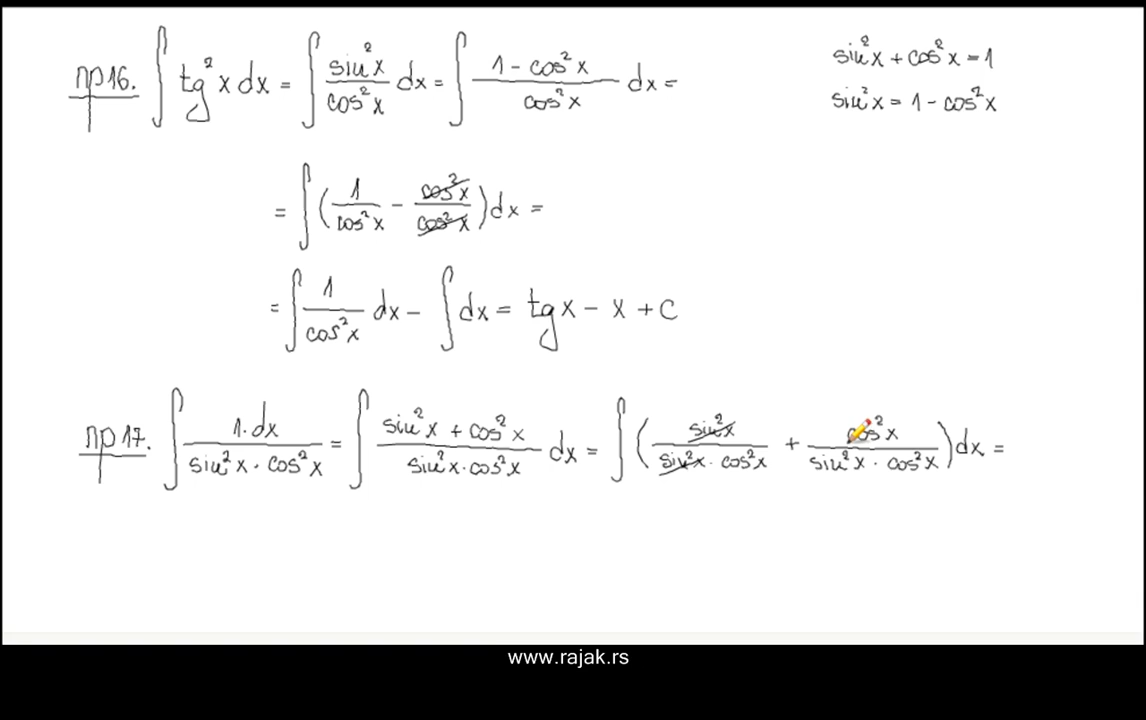 пр16. ∫ tg²x dx = ∫ sin²x/cos²x dx = ∫ (1 - cos²x)/cos²x dx =
sin²x + cos²x = 1
sin²x = 1 - cos²x
= ∫ (1/cos²x - cos²x/cos²x) dx =
= ∫ 1/cos²x dx - ∫ dx = tgx - x + c
пр17. ∫ 1·dx/(sin²x · cos²x) = ∫ (sin²x + cos²x)/(sin²x · cos²x) dx = ∫ (sin²x/(sin²x · cos²x) + cos²x/(sin²x · cos²x)) dx =
www.rajak.rs